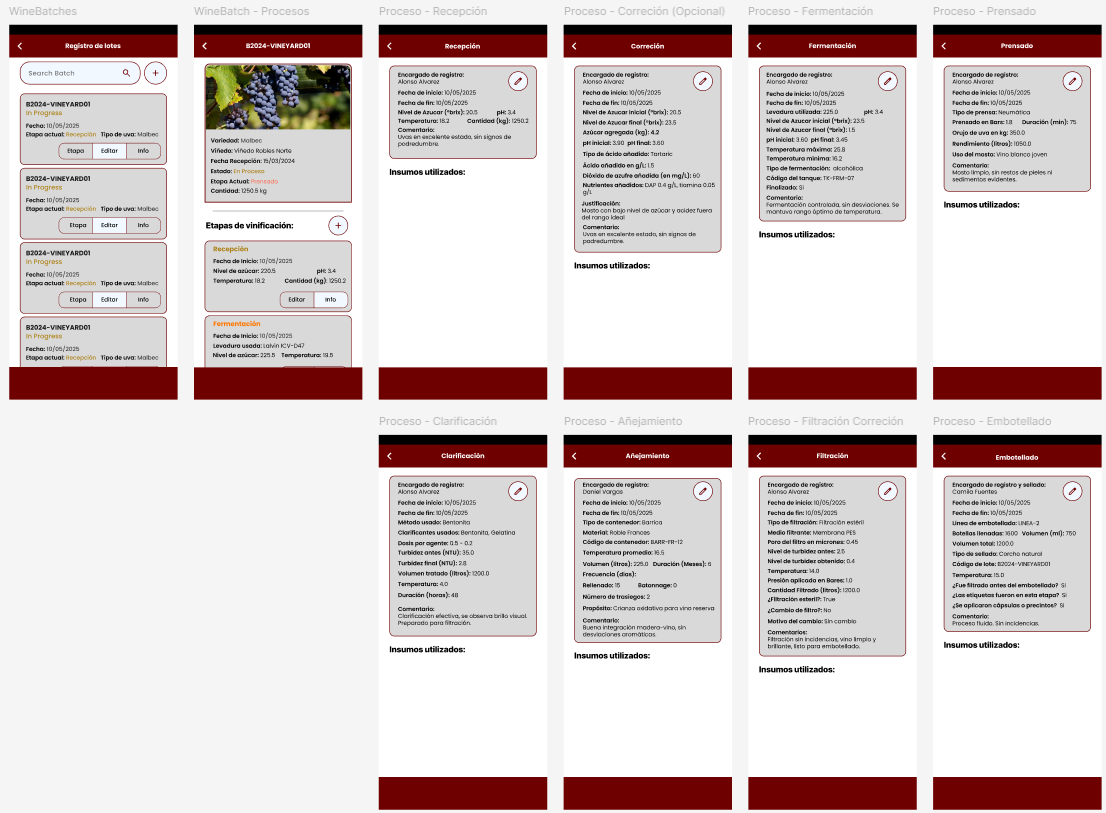 WineBatches
Registro de lotes
Search Batch
+
B2024-VINEYARD01
In Progress
Fecha: 10/05/2025
Etapa actual: Recepción Tipo de uva: Malbec
Etapa Editor Info
B2024-VINEYARD01
In Progress
Fecha: 10/05/2025
Etapa actual: Recepción Tipo de uva: Malbec
Etapa Editor Info
B2024-VINEYARD01
In Progress
Fecha: 10/05/2025
Etapa actual: Recepción Tipo de uva: Malbec
Etapa Editor Info
B2024-VINEYARD01
In Progress
Fecha: 10/05/2025
Etapa actual: Recepción Tipo de uva: Malbec
WineBatch - Procesos
B2024-VINEYARD01
Variedad: Malbec
Viñedo: Viñedo Robles Norte
Fecha Recepción: 15/03/2024
Estado: En Proceso
Etapa Actual: Prensado
Cantidad: 1250.5 kg
Etapas de vinificación:
+
Recepción
Fecha de Inicio: 10/05/2025
Nivel de azúcar: 220.5 pH: 3.4
Temperatura: 18.2 Cantidad (kg): 1250.2
Editor Info
Fermentación
Fecha de Inicio: 10/05/2025
Levadura usada: Lalvin ICV-D47
Nivel de azúcar: 225.5 Temperatura: 19.5
Proceso - Recepción
Recepción
Encargado de registro:
Alonso Alvarez
Fecha de inicio: 10/05/2025
Fecha de fin: 10/05/2025
Nivel de Azucar (°brix): 20.5 pH: 3.4
Temperatura: 18.2 Cantidad (kg): 1250.2
Comentario:
Uvas en excelente estado, sin signos de
podredumbre.
Insumos utilizados:
Proceso - Correción (Opcional)
Correción
Encargado de registro:
Alonso Alvarez
Fecha de inicio: 10/05/2025
Fecha de fin: 10/05/2025
Nivel de Azucar inicial (°brix): 20.5
Nivel de Azucar final (°brix): 23.5
Azúcar agregada (kg): 4.2
pH inicial: 3.90 pH final: 3.60
Tipo de ácido añadido: Tartaric
Ácido añadido en g/L: 1.5
Dióxido de azufre añadida (en mg/L): 60
Nutrientes añadidos: DAP 0.4 g/L, tiamina 0.05
g/L
Justificación:
Mosto con bajo nivel de azúcar y acidez fuera
del rango ideal
Comentario:
Uvas en excelente estado, sin signos de
podredumbre.
Insumos utilizados:
Proceso - Fermentación
Fermentación
Encargado de registro:
Alonso Alvarez
Fecha de inicio: 10/05/2025
Fecha de fin: 10/05/2025
Levadura utilizada: 225.0 pH: 3.4
Nivel de Azucar inicial (°brix): 23.5
Nivel de Azucar final (°brix): 1.5
pH inicial: 3.60 pH final: 3.45
Temperatura máxima: 25.8
Temperatura minima: 16.2
Tipo de fermentación: alcohólica
Código del tanque: TK-FRM-07
Finalizado: Sí
Comentario:
Fermentación controlada, sin desviaciones. Se
mantuvo rango óptimo de temperatura.
Insumos utilizados:
Proceso - Prensado
Prensado
Encargado de registro:
Alonso Alvarez
Fecha de inicio: 10/05/2025
Fecha de fin: 10/05/2025
Tipo de prensa: Neumática
Prensado en Bars: 1.8 Duración (min): 75
Orujo de uva en kg: 350.0
Rendimiento (litros): 1050.0
Uso del mosto: Vino blanco joven
Comentario:
Mosto limpio, sin restos de pieles ni
sedimentos evidentes.
Insumos utilizados:
Proceso - Clarificación
Clarificación
Encargado de registro:
Alonso Alvarez
Fecha de inicio: 10/05/2025
Fecha de fin: 10/05/2025
Método usado: Bentonita
Clarificantes usados: Bentonita, Gelatina
Dosis por agente: 0.5 - 0.2
Turbidez antes (NTU): 35.0
Turbidez final (NTU): 2.8
Volumen tratado (litros): 1200.0
Temperatura: 4.0
Duración (horas): 48
Comentario:
Clarificación efectiva, se observa brillo visual.
Preparado para filtración.
Insumos utilizados:
Proceso - Añejamiento
Añejamiento
Encargado de registro:
Daniel Vargas
Fecha de inicio: 10/05/2025
Fecha de fin: 10/05/2025
Tipo de contenedor: Barrica
Material: Roble Frances
Código de contenedor: BARR-FR-12
Temperatura promedio: 16.5
Volumen (litros): 225.0 Duración (Meses): 6
Frecuencia (días):
Rellenado: 15 Batonnage: 0
Número de trasiegos: 2
Propósito: Crianza oxidativa para vino reserva
Comentario:
Buena integración madera-vino, sin
desviaciones aromáticas.
Insumos utilizados:
Proceso - Filtración Correción
Filtración
Encargado de registro:
Alonso Alvarez
Fecha de inicio: 10/05/2025
Fecha de fin: 10/05/2025
Tipo de filtración: Filtración estéril
Medio filtrante: Membrana PES
Poro del filtro en micrones: 0.45
Nivel de turbidez antes: 2.5
Nivel de turbidez obtenido: 0.4
Temperatura: 14.0
Presión aplicada en Bares: 1.0
Cantidad Filtrado (litros): 1200.0
¿Filtración esteril?: True
¿Cambio de filtro?: No
Motivo del cambio: Sin cambio
Comentarios:
Filtración sin incidencias, vino limpio y
brillante, listo para embotellado.
Insumos utilizados:
Proceso - Embotellado
Embotellado
Encargado de registro y sellado:
Camila Fuentes
Fecha de inicio: 10/05/2025
Fecha de fin: 10/05/2025
Linea de embotellado: LINEA-2
Botellas llenadas: 1600 Volumen (ml): 750
Volumen total: 1200.0
Tipo de sellado: Corcho natural
Código de lote: B2024-VINEYARD01
Temperatura: 15.0
¿Fue filtrado antes del embotellado? Si
¿Las etiquetas fueron en esta etapa? Si
¿Se aplicaron cápsulas o precintos? Si
Comentario:
Proceso fluido. Sin incidencias.
Insumos utilizados: